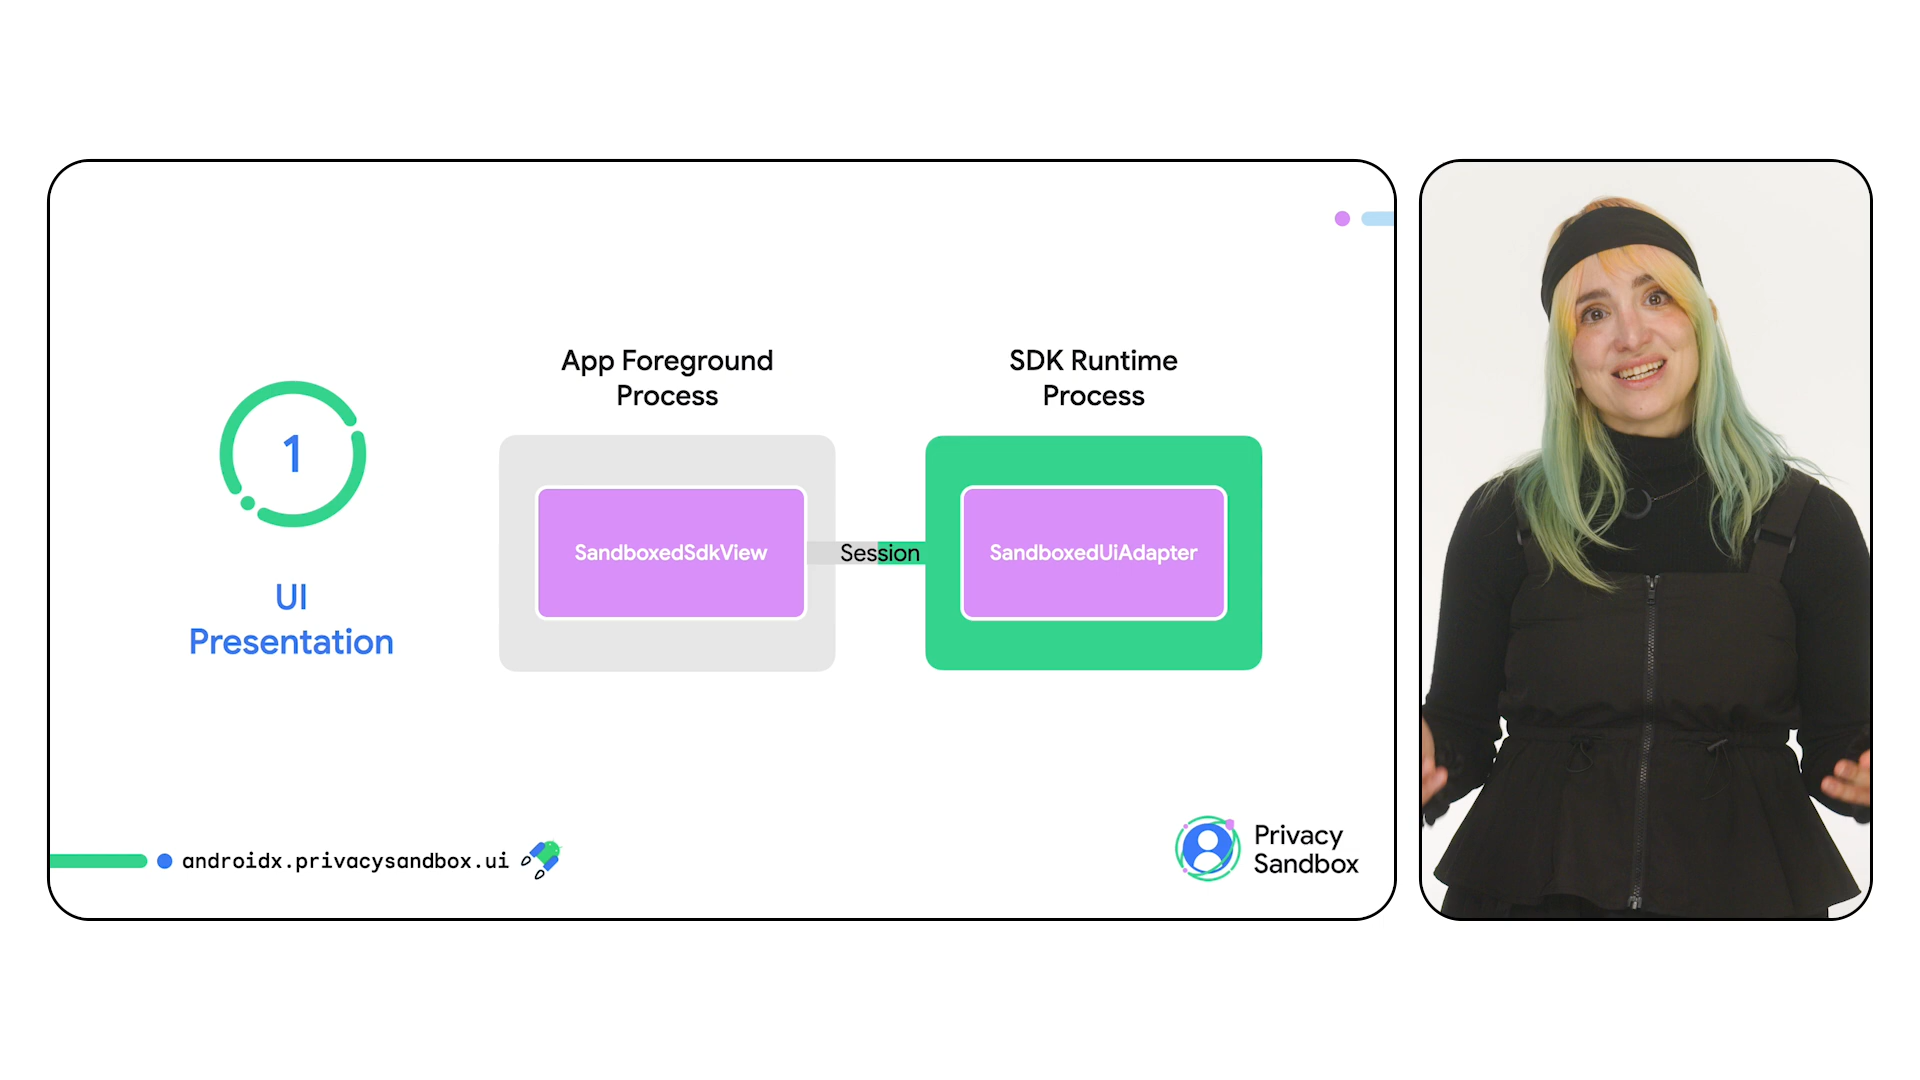 1
UI
Presentation
App Foreground
Process
SandboxedSdkView
Session
SDK Runtime
Process
SandboxedUiAdapter
androidx.privacysandbox.ui
Privacy
Sandbox